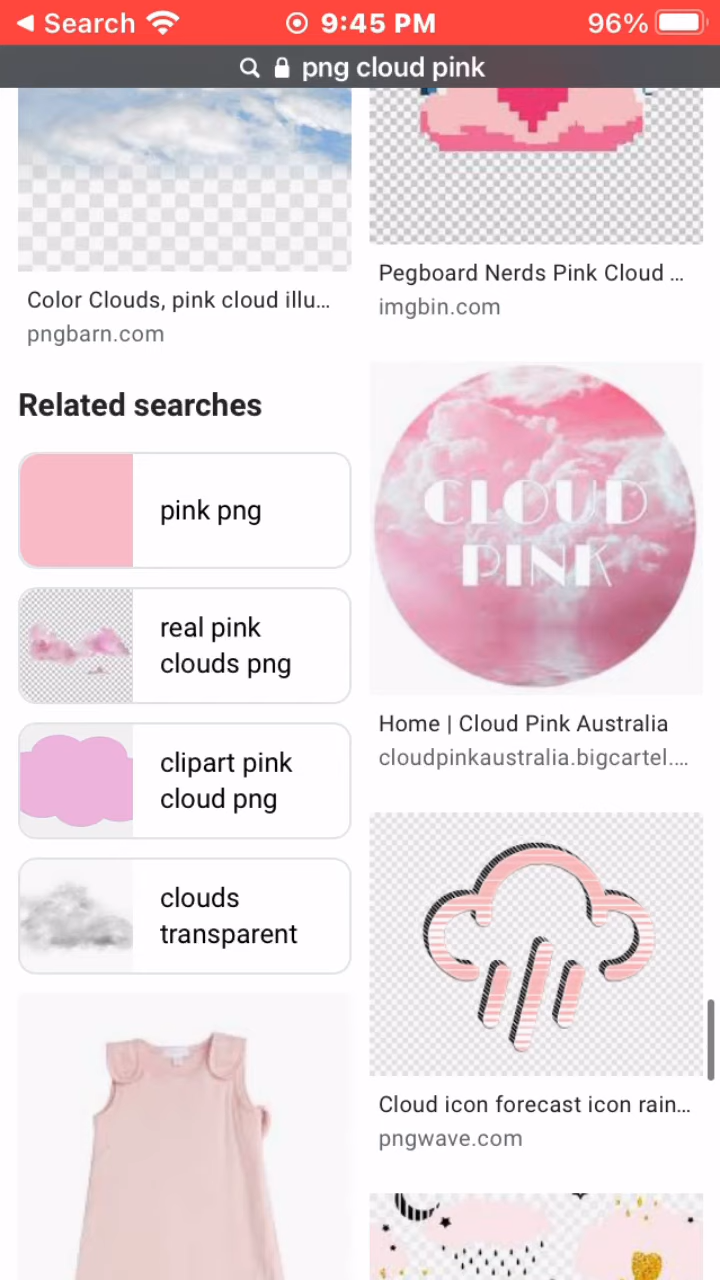 Search
9:45 PM
96%
png cloud pink
Color Clouds, pink cloud illu...
pngbarn.com
Pegboard Nerds Pink Cloud ...
imgbin.com
Related searches
pink png
real pink
clouds png
clipart pink
cloud png
clouds
transparent
CLOUD
PINK
Home | Cloud Pink Australia
cloudpinkaustralia.bigcartel....
Cloud icon forecast icon rain...
pngwave.com